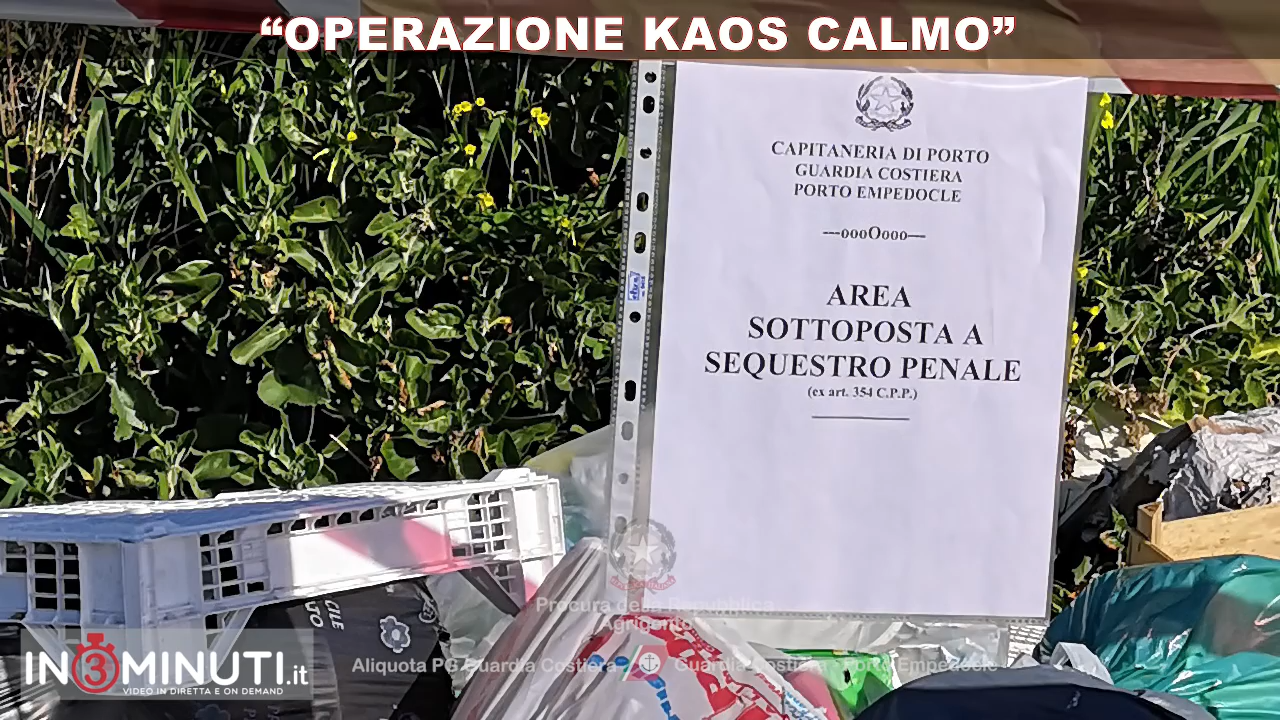 “OPERAZIONE KAOS CALMO”
CAPITANERIA DI PORTO
GUARDIA COSTIERA
PORTO EMPEDOCLE
---oooOooo---
AREA
SOTTOPOSTA A
SEQUESTRO PENALE
(ex art. 354 C.P.P.)
Procura della Repubblica
Agrigento
Aliquota PG Guardia Costiera
Guardia Costiera - Porto Empedocle
IN3MINUTI.it
VIDEO IN DIRETTA E ON DEMAND